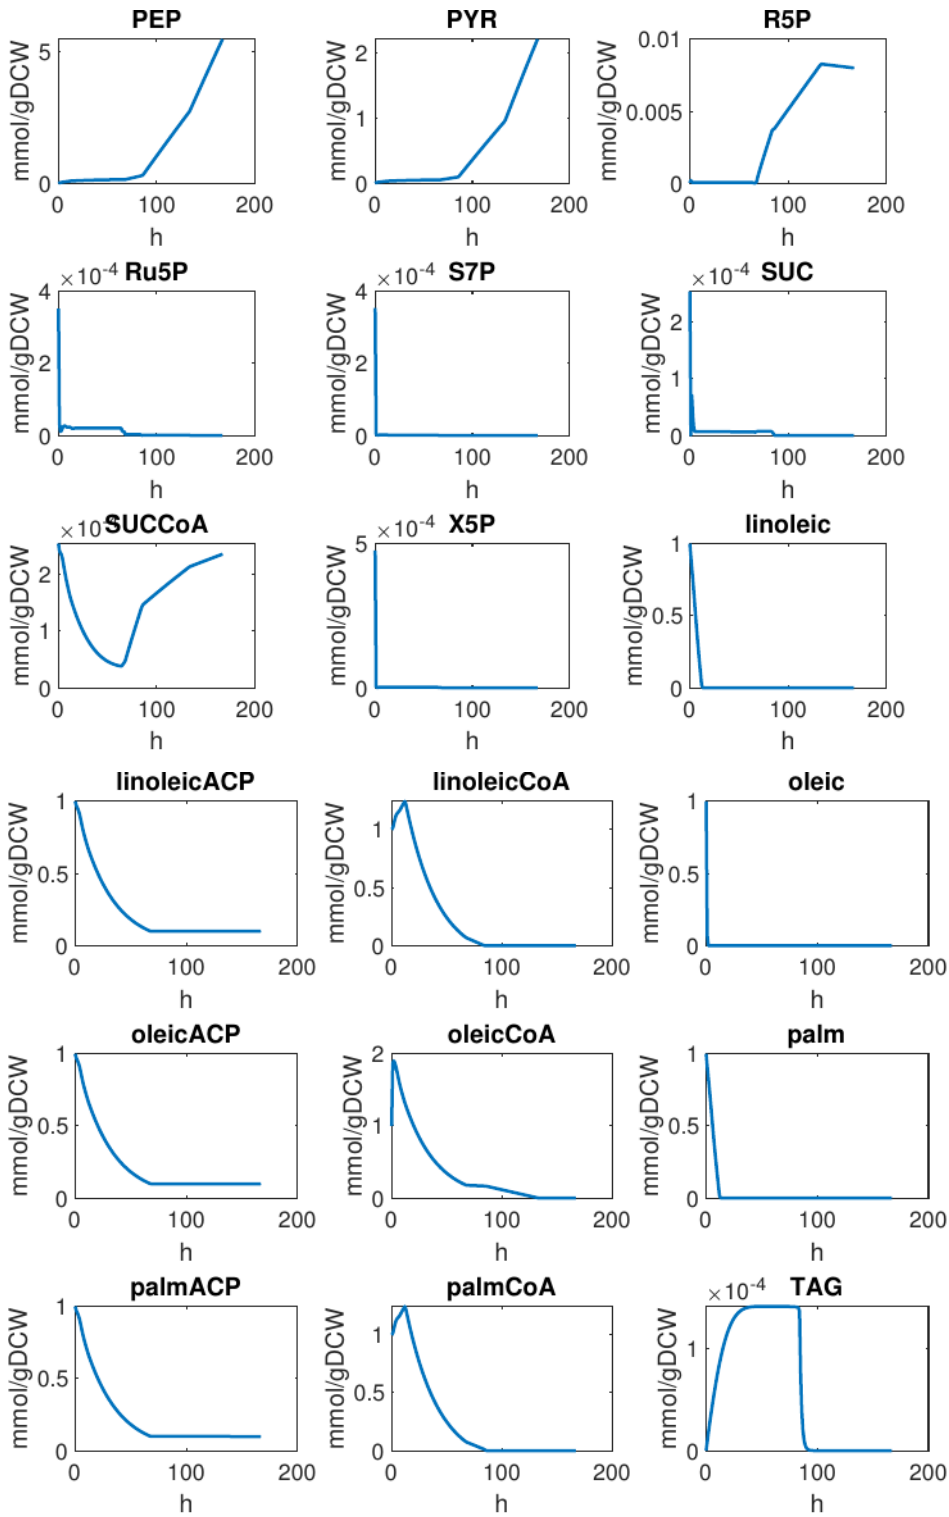 PEP
PYR
R5P
mmol/gDCW
5
0
0 100 200
h
mmol/gDCW
2
1
0
0 100 200
h
mmol/gDCW
0.01
0.005
0
0 100 200
h
×10⁻⁴ Ru5P
×10⁻⁴ S7P
×10⁻⁴ SUC
mmol/gDCW
4
2
0
0 100 200
h
mmol/gDCW
4
2
0
0 100 200
h
mmol/gDCW
2
1
0
0 100 200
h
×10 SUCCoA
×10⁻⁴ X5P
linoleic
mmol/gDCW
2
1
0
0 100 200
h
mmol/gDCW
5
0
0 100 200
h
mmol/gDCW
1
0.5
0
0 100 200
h
linoleicACP
linoleicCoA
oleic
mmol/gDCW
1
0.5
0
0 100 200
h
mmol/gDCW
1
0.5
0
0 100 200
h
mmol/gDCW
1
0.5
0
0 100 200
h
oleicACP
oleicCoA
palm
mmol/gDCW
1
0.5
0
0 100 200
h
mmol/gDCW
2
1
0
0 100 200
h
mmol/gDCW
1
0.5
0
0 100 200
h
palmACP
palmCoA
×10⁻⁴ TAG
mmol/gDCW
1
0.5
0
0 100 200
h
mmol/gDCW
1
0.5
0
0 100 200
h
mmol/gDCW
1
0
0 100 200
h